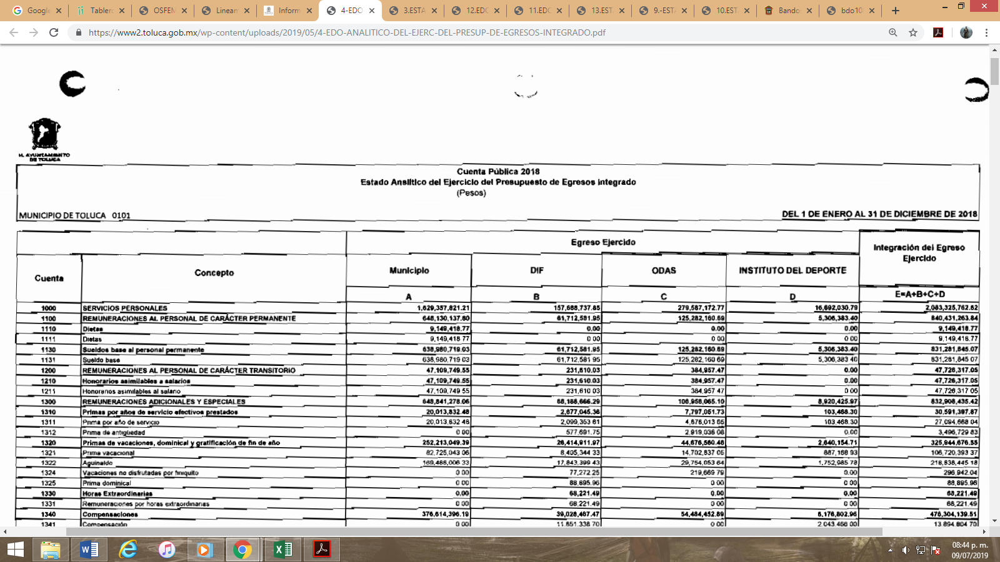 Google
Tablero
OSFEM
Lineam
Inform
4-EDO
3.ESTA
12.EDO
11.EDO
13.EST
9.-EST
10.EST
Bandos
bdo10
https://www2.toluca.gob.mx/wp-content/uploads/2019/05/4-EDO-ANALITICO-DEL-EJERC-DEL-PRESUP-DE-EGRESOS-INTEGRADO.pdf
H. AYUNTAMIENTO
DE TOLUCA
Cuenta Pública 2018
Estado Analítico del Ejercicio del Presupuesto de Egresos Integrado
(Pesos)
MUNICIPIO DE TOLUCA 0101 DEL 1 DE ENERO AL 31 DE DICIEMBRE DE 2018
Cuenta Concepto Egreso Ejercido Integración del Egreso Ejercido
Municipio DIF ODAS INSTITUTO DEL DEPORTE
A B C D E=A+B+C+D
1000 SERVICIOS PERSONALES 1,629,357,821.21 157,688,737.85 279,587,172.77 16,692,030.79 2,083,325,762.62
1100 REMUNERACIONES AL PERSONAL DE CARÁCTER PERMANENTE 648,130,137.80 61,712,581.95 125,282,160.69 5,306,383.40 840,431,263.84
1110 Dietas 9,149,418.77 0.00 0.00 0.00 9,149,418.77
1111 Dietas 9,149,418 77 0 00 0 00 0.00 9,149,418.77
1130 Sueldos base al personal permanente 638,980,719.03 61,712,581.95 125,282,160.69 5,306,383.40 831,281,845.07
1131 Sueldo base 638,980,719 03 61,712,581 95 125,282,160 69 5,306,383 40 831,281,845 07
1200 REMUNERACIONES AL PERSONAL DE CARÁCTER TRANSITORIO 47,109,749.55 231,610.03 384,957.47 0.00 47,726,317.05
1210 Honorarios asimilables a salarios 47,109,749.55 231,610.03 384,957.47 0.00 47,726,317.05
1211 Honorarios asimilables al salario 47,109,749 55 231,610 03 384,957 47 0.00 47,726,317 05
1300 REMUNERACIONES ADICIONALES Y ESPECIALES 648,841,278.06 68,188,666.29 106,958,065.10 8,920,425.97 832,908,435.42
1310 Primas por años de servicio efectivos prestados 20,013,832.48 2,677,045.36 7,797,051.73 103,468.30 30,591,397.87
1311 Prima por año de servicio 20,013,832 48 2,099,353 61 4,878,013 65 103,468.30 27,094,668 04
1312 Prima de antigüedad 0 00 577,691.75 2,919,038 08 0.00 3,496,729 83
1320 Primas de vacaciones, dominical y gratificación de fin de año 252,213,049.39 26,414,911.97 44,676,560.48 2,640,154.71 325,944,676.55
1321 Prima vacacional 82,725,043 06 8,405,344 33 14,702,837 05 887,168 93 106,720,393 37
1322 Aguinaldo 169,488,006 33 17,843,399 43 29,754,053 64 1,752,985 78 218,838,445 18
1324 Vacaciones no disfrutadas por finiquito 0 00 77,272.25 219,669 79 0.00 296,942.04
1325 Prima dominical 0 00 88,895.96 0 00 0 00 88,895.96
1330 Horas Extraordinarias 0.00 68,221.49 0.00 0.00 68,221.49
1331 Remuneraciones por horas extraordinarias 0 00 68,221.49 0 00 0.00 68,221.49
1340 Compensaciones 376,614,396.19 39,028,487.47 54,484,452.89 6,176,802.96 476,304,139.51
1341 Compensación 0.00 11,851,338 70 0 00 2,043,466 00 13,894,804 70
08:44 p. m.
09/07/2019